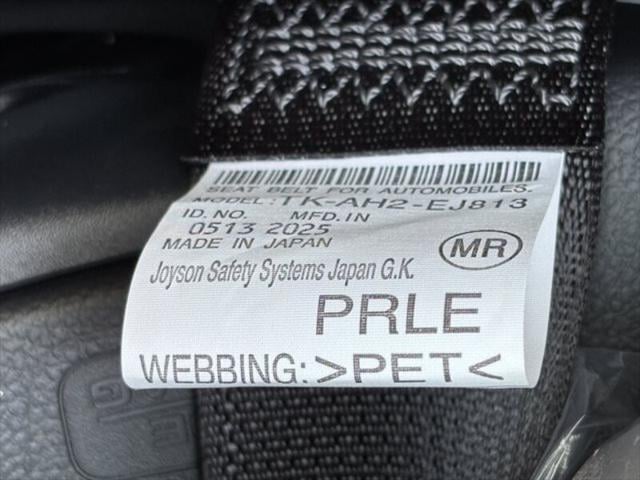 SEAT BELT FOR AUTOMOBILES.
MODEL:TK-AH2-EJ813
ID.NO. MFD.IN
0513 2025
MADE IN JAPAN
MR
Joyson Safety Systems Japan G.K.
PRLE
WEBBING: >PET<